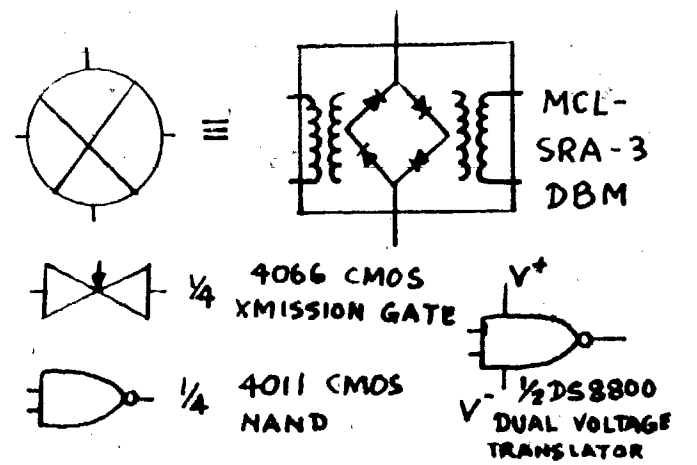 MCL-
SRA-3
DBM
1/4 4066 CMOS
XMISSION GATE
V+
1/4 4011 CMOS
NAND
V- 1/2 DS8800
DUAL VOLTAGE
TRANSLATOR